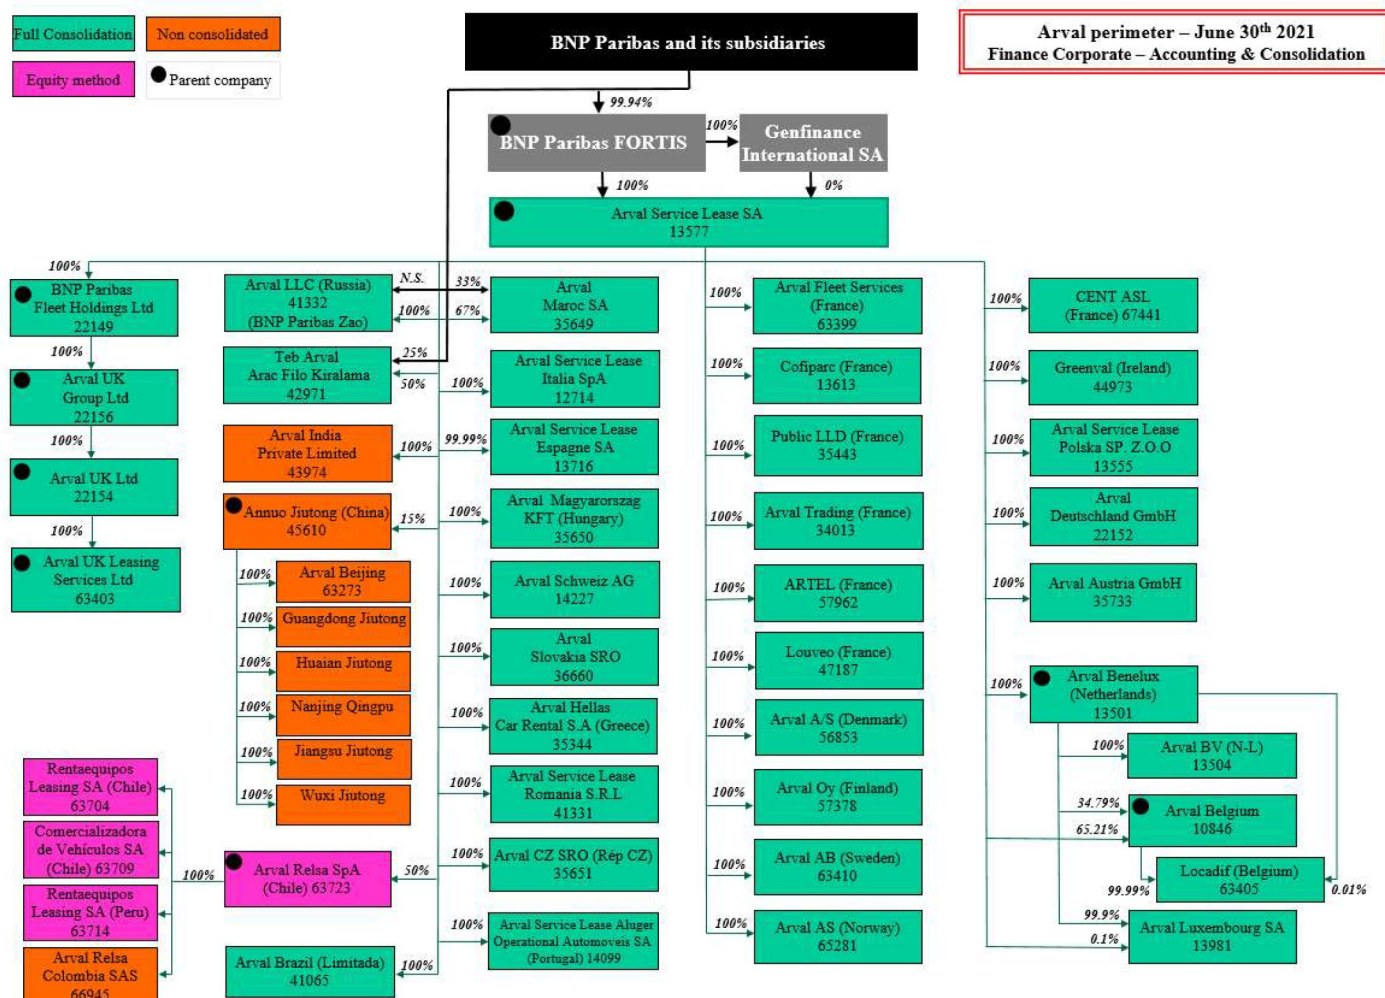 Full Consolidation
Non consolidated
Equity method
Parent company
BNP Paribas and its subsidiaries
Arval perimeter – June 30th 2021
Finance Corporate – Accounting & Consolidation
99.94%
BNP Paribas FORTIS
100%
Genfinance
International SA
100%
0%
Arval Service Lease SA
13577
100%
BNP Paribas
Fleet Holdings Ltd
22149
100%
Arval UK
Group Ltd
22156
100%
Arval UK Ltd
22154
100%
Arval UK Leasing
Services Ltd
63403
Arval LLC (Russia)
41332
(BNP Paribas Zao)
N.S.
100%
Teb Arval
Arac Filo Kiralama
42971
25%
50%
Arval India
Private Limited
43974
100%
Annuo Jiutong (China)
45610
15%
100%
Arval Beijing
63273
100%
Guangdong Jiutong
100%
Huaian Jiutong
100%
Nanjing Qingpu
100%
Jiangsu Jiutong
100%
Wuxi Jiutong
Rentaequipos
Leasing SA (Chile)
63704
Comercializadora
de Vehículos SA
(Chile) 63709
Rentaequipos
Leasing SA (Peru)
63714
Arval Relsa
Colombia SAS
66945
100%
Arval Relsa SpA
(Chile) 63723
50%
Arval Brazil (Limitada)
41065
100%
33%
67%
Arval
Maroc SA
35649
100%
Arval Service Lease
Italia SpA
12714
99.99%
Arval Service Lease
Espagne SA
13716
100%
Arval Magyarorszag
KFT (Hungary)
35650
100%
Arval Schweiz AG
14227
100%
Arval
Slovakia SRO
36660
100%
Arval Hellas
Car Rental S.A (Greece)
35344
100%
Arval Service Lease
Romania S.R.L
41331
100%
Arval CZ SRO (Rép CZ)
35651
100%
Arval Service Lease Aluger
Operational Automoveis SA
(Portugal) 14099
100%
Arval Fleet Services
(France)
63399
100%
Cofiparc (France)
13613
100%
Public LLD (France)
35443
100%
Arval Trading (France)
34013
100%
ARTEL (France)
57962
100%
Louveo (France)
47187
100%
Arval A/S (Denmark)
56853
100%
Arval Oy (Finland)
57378
100%
Arval AB (Sweden)
63410
100%
Arval AS (Norway)
65281
100%
CENT ASL
(France) 67441
100%
Greenval (Ireland)
44973
100%
Arval Service Lease
Polska SP. Z.O.O
13555
100%
Arval
Deutschland GmbH
22152
100%
Arval Austria GmbH
35733
100%
Arval Benelux
(Netherlands)
13501
100%
Arval BV (N-L)
13504
34.79%
65.21%
Arval Belgium
10846
99.99%
Locadif (Belgium)
63405
0.01%
99.9%
0.1%
Arval Luxembourg SA
13981